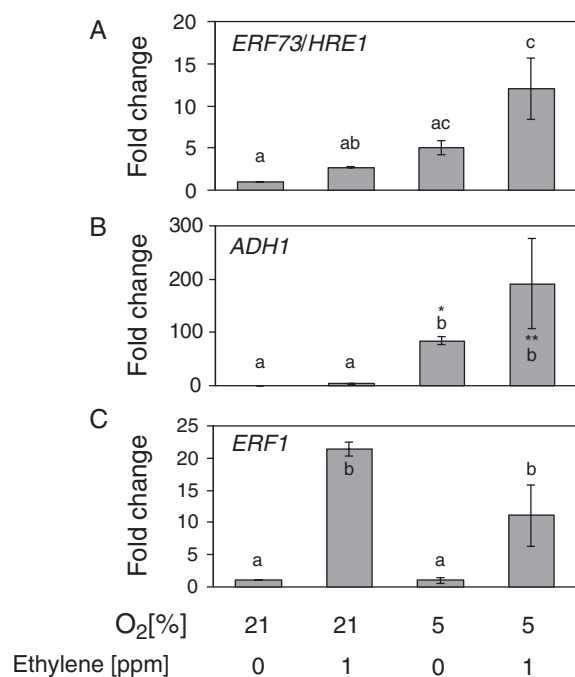 A
ERF73/HRE1
Fold change
20
15
10
5
0
a
ab
ac
c
B
ADH1
Fold change
300
200
100
0
a
a
*
b
**
b
C
ERF1
Fold change
25
20
15
10
5
0
a
b
a
b
O2[%] 21 21 5 5
Ethylene [ppm] 0 1 0 1